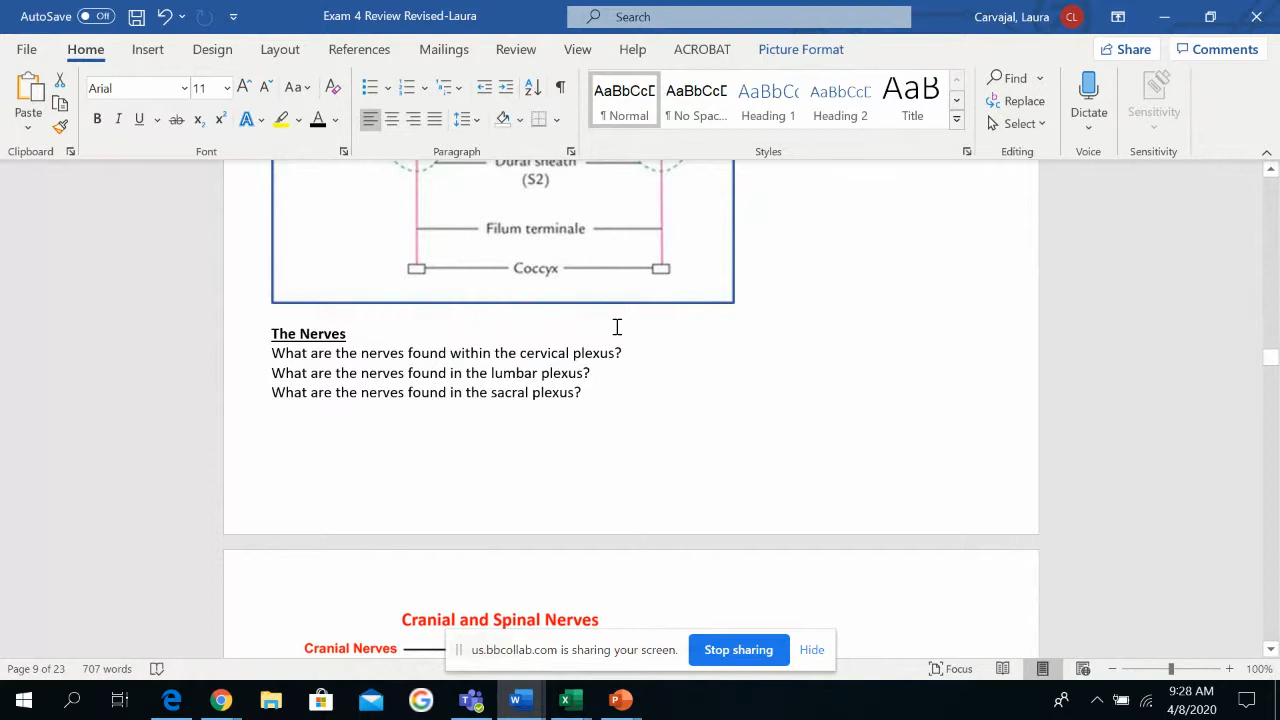 AutoSave Off
Exam 4 Review Revised-Laura
Search
Carvajal, Laura CL
File Home Insert Design Layout References Mailings Review View Help ACROBAT Picture Format
Share Comments
Paste
Arial 11
AaBbCcD AaBbCcD AaBbCc AaBbCcD AaB
¶ Normal ¶ No Spac... Heading 1 Heading 2 Title
Find
Replace
Select
Dictate
Sensitivity
Clipboard Font Paragraph Styles Editing Voice Sensitivity
Dural sheath
(S2)
Filum terminale
Coccyx
The Nerves
What are the nerves found within the cervical plexus?
What are the nerves found in the lumbar plexus?
What are the nerves found in the sacral plexus?
Cranial and Spinal Nerves
Cranial Nerves
us.bbcollab.com is sharing your screen. Stop sharing Hide
Page 9 of 23 707 words
Focus
100%
9:28 AM
4/8/2020